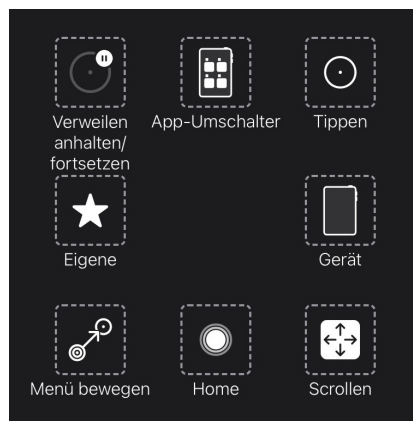 Verweilen
anhalten/
fortsetzen
App-Umschalter
Tippen
Eigene
Gerät
Menü bewegen
Home
Scrollen